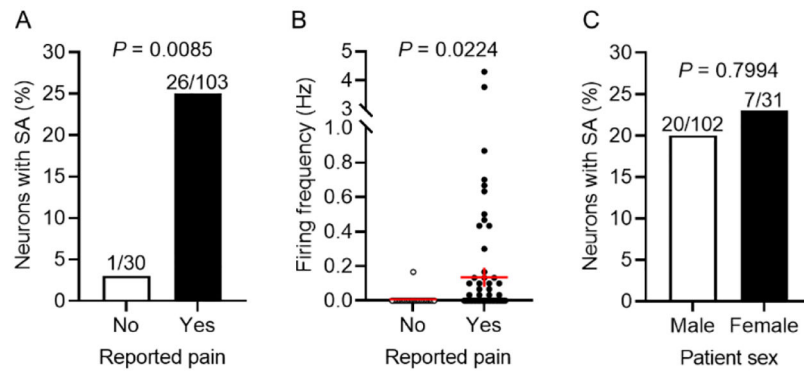 A
P = 0.0085
Neurons with SA (%)
30
25
20
15
10
5
0
1/30
26/103
No
Yes
Reported pain
B
P = 0.0224
Firing frequency (Hz)
5
4
3
1.0
0.8
0.6
0.4
0.2
0.0
No
Yes
Reported pain
C
P = 0.7994
Neurons with SA (%)
30
25
20
15
10
5
0
20/102
7/31
Male
Female
Patient sex